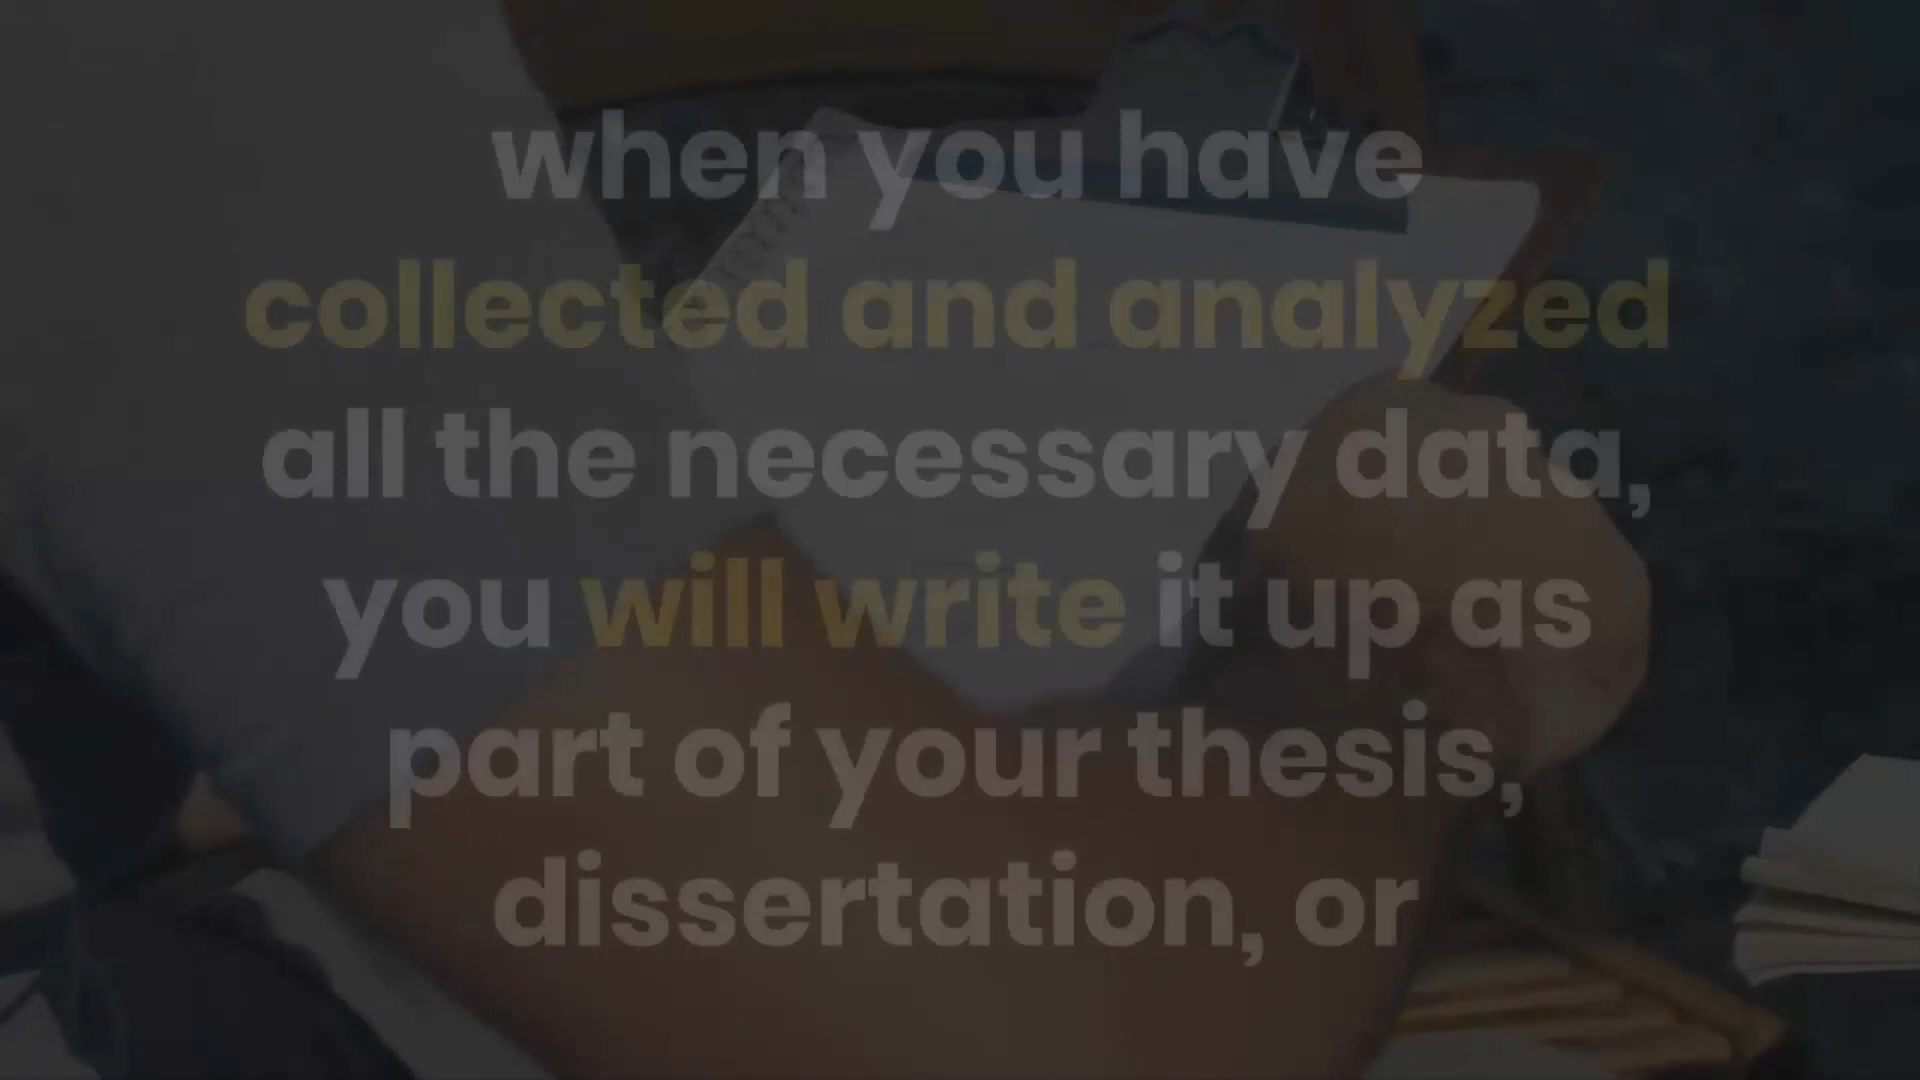 when you have
collected and analyzed
all the necessary data,
you will write it up as
part of your thesis,
dissertation, or